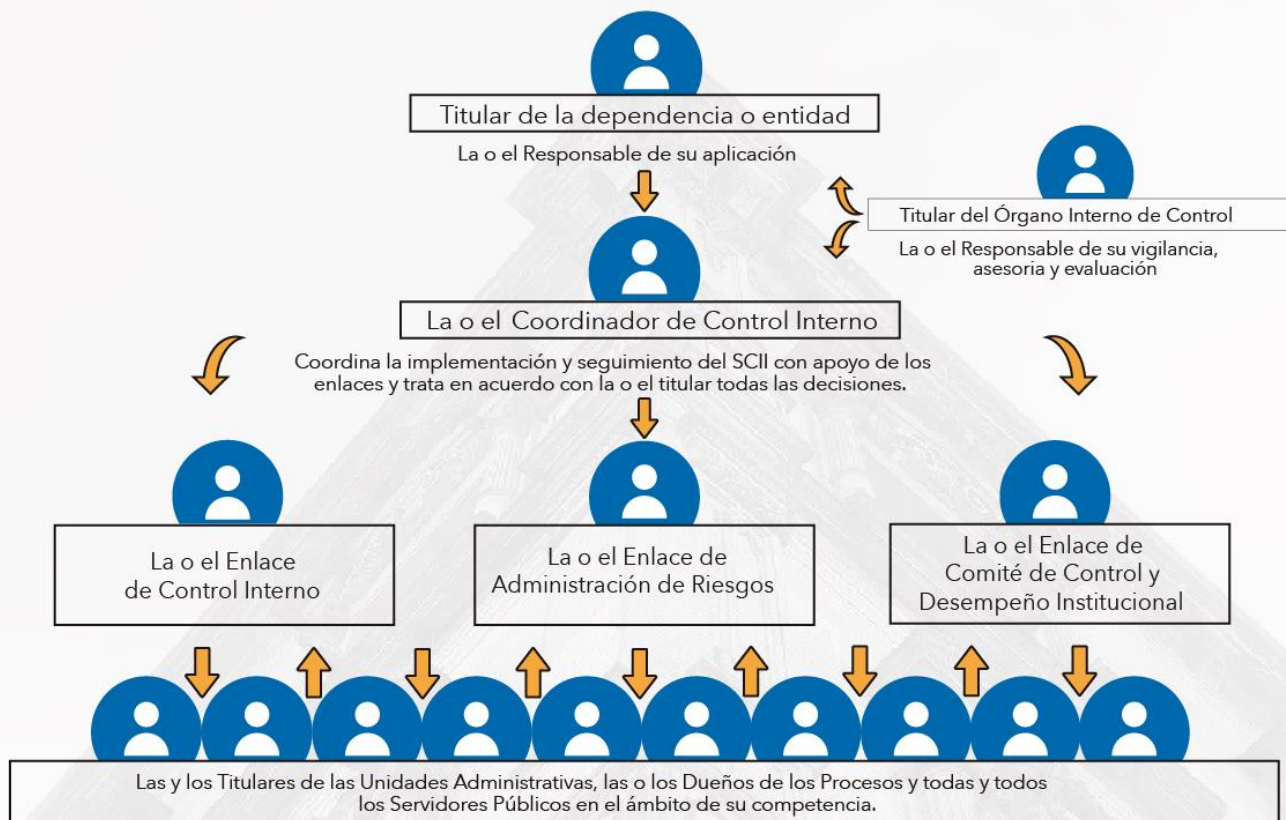 Titular de la dependencia o entidad
La o el Responsable de su aplicación
Titular del Órgano Interno de Control
La o el Responsable de su vigilancia,
asesoria y evaluación
La o el Coordinador de Control Interno
Coordina la implementación y seguimiento del SCII con apoyo de los
enlaces y trata en acuerdo con la o el titular todas las decisiones.
La o el Enlace
de Control Interno
La o el Enlace de
Administración de Riesgos
La o el Enlace de
Comité de Control y
Desempeño Institucional
Las y los Titulares de las Unidades Administrativas, las o los Dueños de los Procesos y todas y todos
los Servidores Públicos en el ámbito de su competencia.